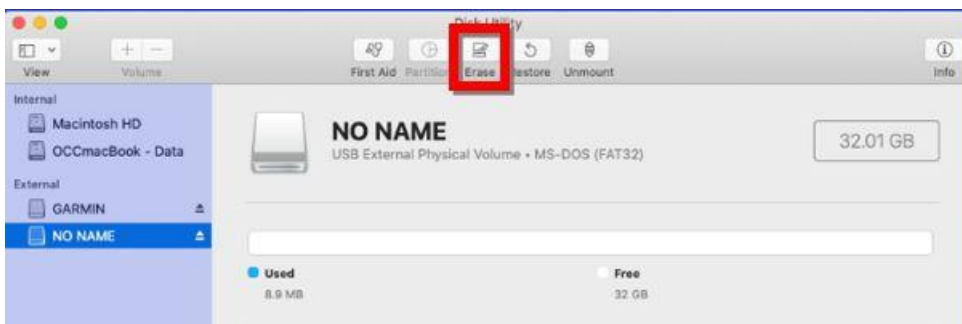 Disk Utility
View Volume First Aid Partition Erase Restore Unmount Info
Internal
Macintosh HD
OCCmacBook - Data
External
GARMIN
NO NAME
NO NAME
USB External Physical Volume • MS-DOS (FAT32)
32.01 GB
Used
8.9 MB
Free
32 GB